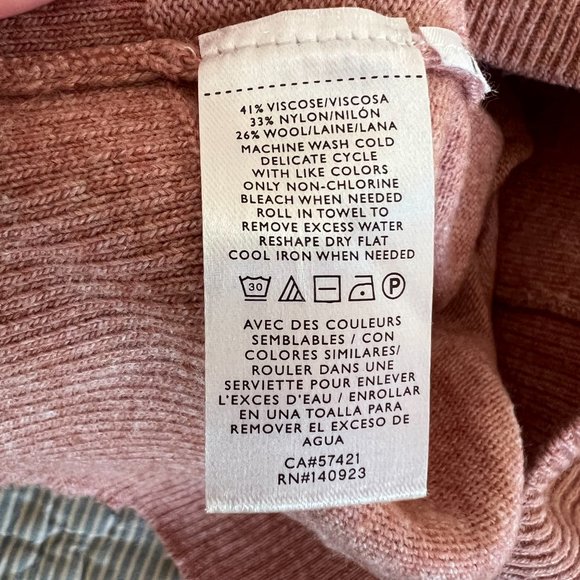 41% VISCOSE/VISCOSA
33% NYLON/NILÓN
26% WOOL/LAINE/LANA
MACHINE WASH COLD
DELICATE CYCLE
WITH LIKE COLORS
ONLY NON-CHLORINE
BLEACH WHEN NEEDED
ROLL IN TOWEL TO
REMOVE EXCESS WATER
RESHAPE DRY FLAT
COOL IRON WHEN NEEDED
30 P
AVEC DES COULEURS
SEMBLABLES / CON
COLORES SIMILARES/
ROULER DANS UNE
SERVIETTE POUR ENLEVER
L'EXCES D'EAU / ENROLLAR
EN UNA TOALLA PARA
REMOVER EL EXCESO DE
AGUA
CA#57421
RN#140923